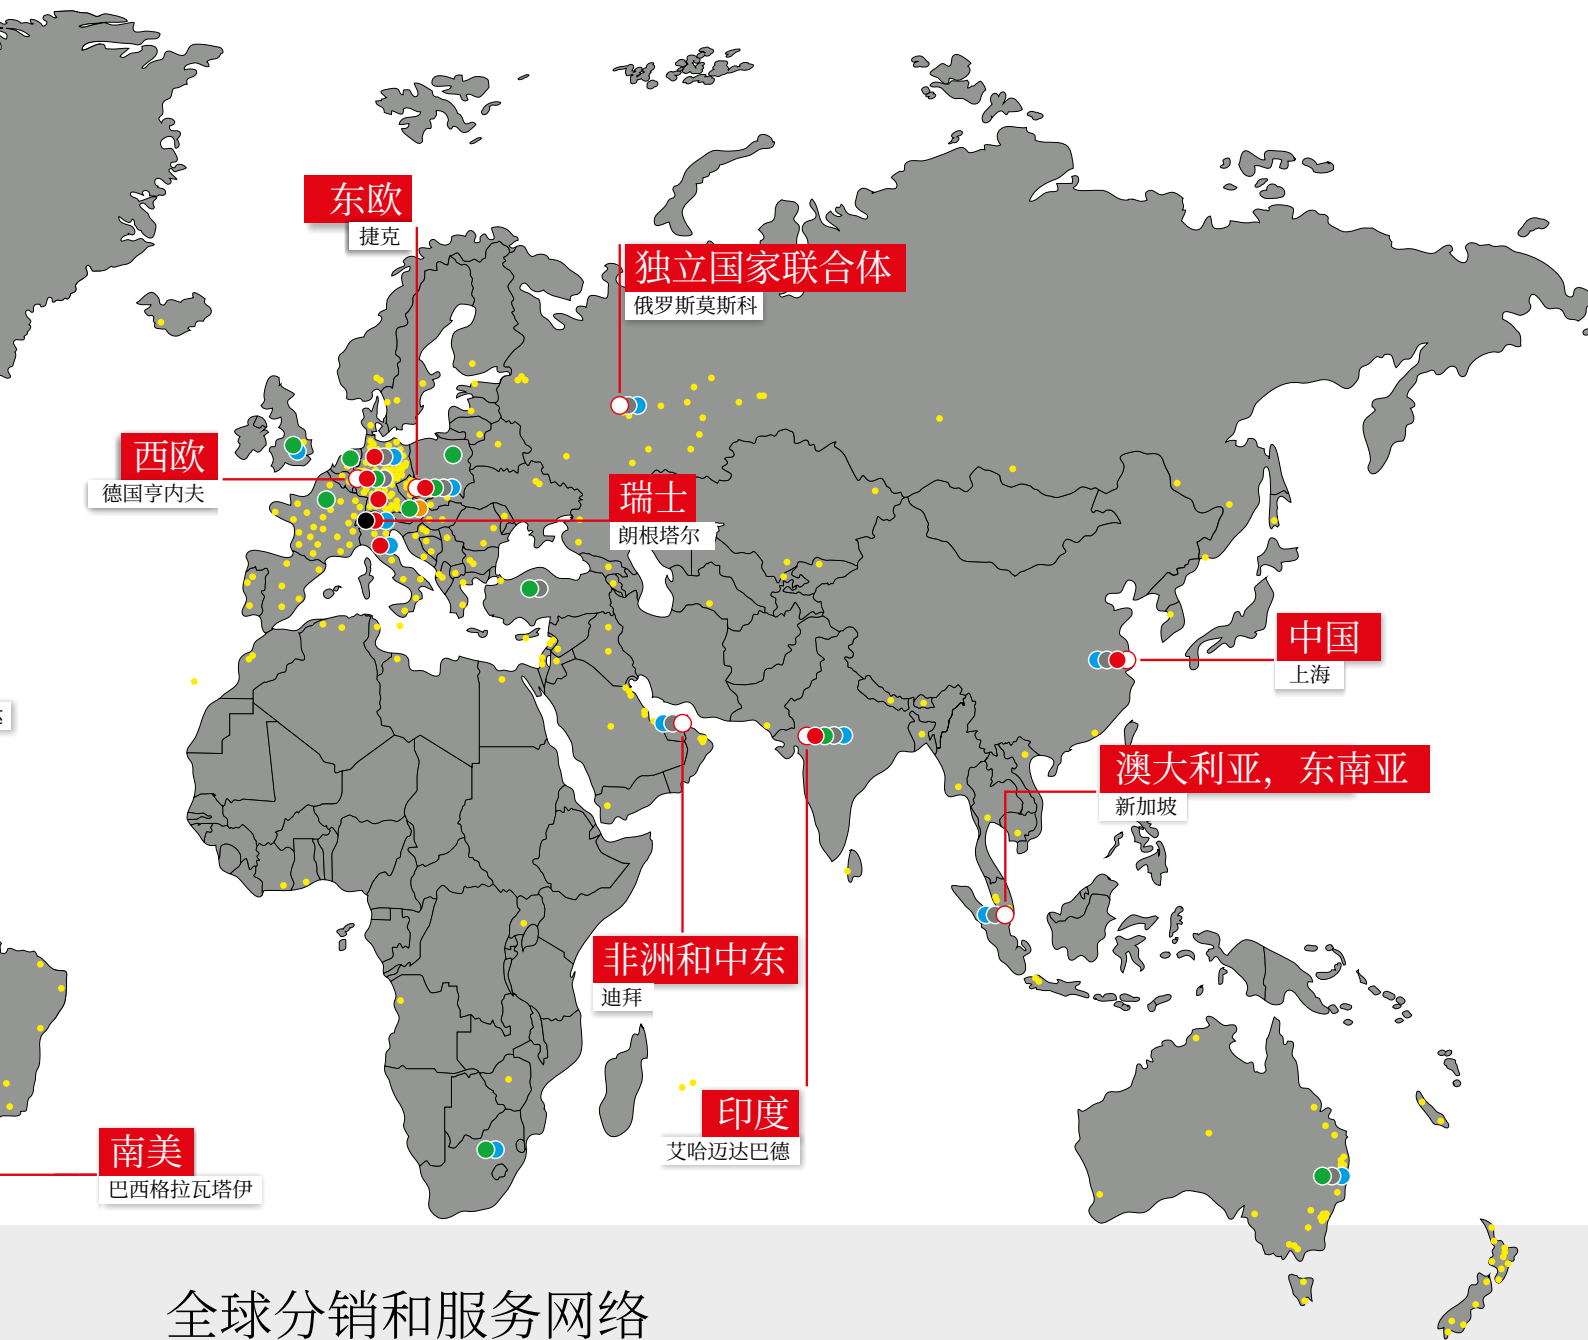 东欧
捷克
独立国家联合体
俄罗斯莫斯科
西欧
德国亨内夫
瑞士
朗根塔尔
中国
上海
澳大利亚，东南亚
新加坡
非洲和中东
迪拜
印度
艾哈迈达巴德
南美
巴西格拉瓦塔伊
全球分销和服务网络